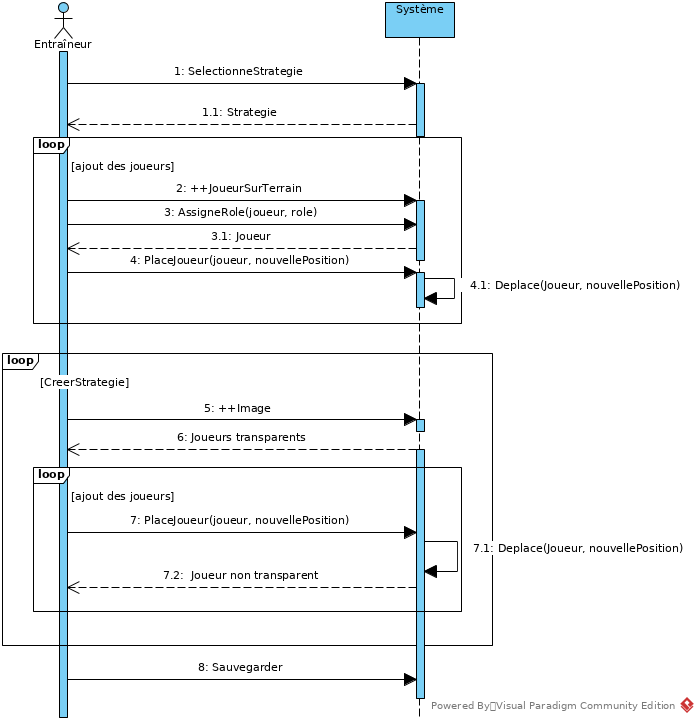 Entraîneur
Système
1: SelectionneStrategie
1.1: Strategie
loop
[ajout des joueurs]
2: ++JoueurSurTerrain
3: AssigneRole(joueur, role)
3.1: Joueur
4: PlaceJoueur(joueur, nouvellePosition)
4.1: Deplace(Joueur, nouvellePosition)
loop
[CreerStrategie]
5: ++Image
6: Joueurs transparents
loop
[ajout des joueurs]
7: PlaceJoueur(joueur, nouvellePosition)
7.1: Deplace(Joueur, nouvellePosition)
7.2: Joueur non transparent
8: Sauvegarder
Powered By Visual Paradigm Community Edition